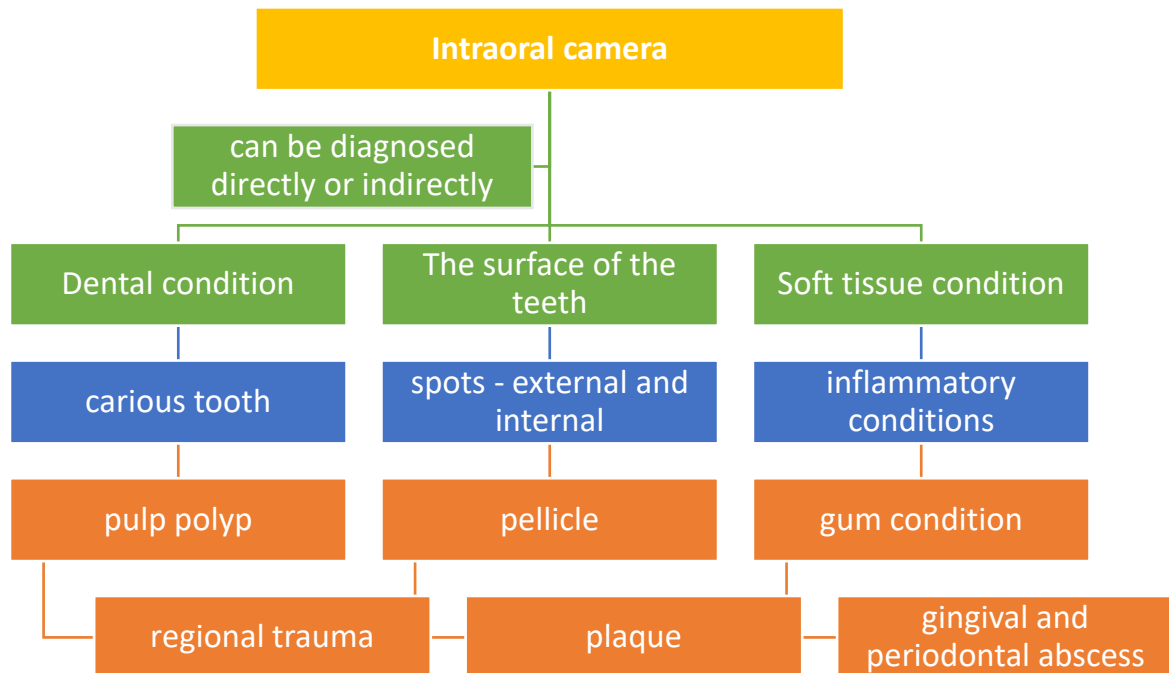 Intraoral camera
can be diagnosed
directly or indirectly
Dental condition
The surface of the
teeth
Soft tissue condition
carious tooth
spots - external and
internal
inflammatory
conditions
pulp polyp
pellicle
gum condition
regional trauma
plaque
gingival and
periodontal abscess